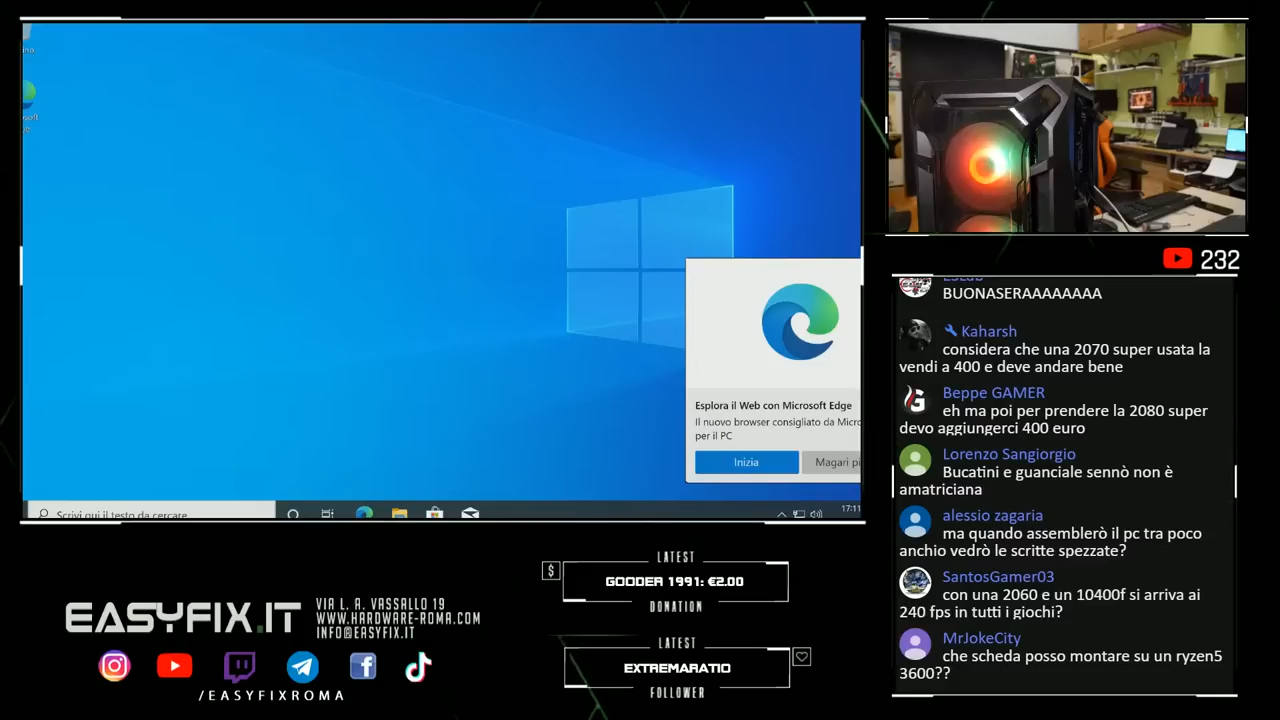 Esplora il Web con Microsoft Edge
Il nuovo browser consigliato da Micro
per il PC
Inizia
Magari pi
Scrivi qui il testo da cercare
17:11
232
BUONASERAAAAAAAA
Kaharsh
considera che una 2070 super usata la
vendi a 400 e deve andare bene
Beppe GAMER
eh ma poi per prendere la 2080 super
devo aggiungerci 400 euro
Lorenzo Sangiorgio
Bucatini e guanciale sennò non è
amatriciana
alessio zagaria
ma quando assemblerò il pc tra poco
anchio vedrò le scritte spezzate?
SantosGamer03
con una 2060 e un 10400f si arriva ai
240 fps in tutti i giochi?
MrJokeCity
che scheda posso montare su un ryzen5
3600??
LATEST
$
GOODER 1991: €2.00
DONATION
LATEST
EXTREMARATIO
FOLLOWER
EASYFIX.IT
VIA L. A. VASSALLO 19
WWW.HARDWARE-ROMA.COM
INFO@EASYFIX.IT
/EASYFIXROMA